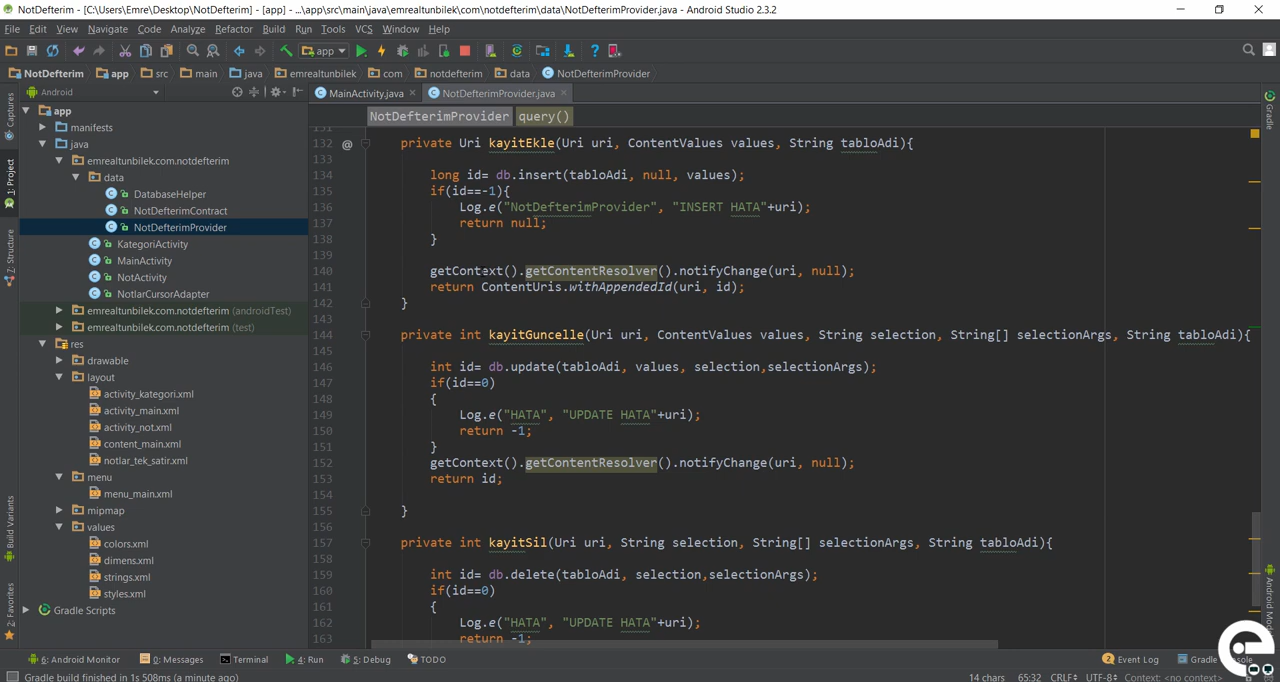 NotDefterim - [C:\Users\Emre\Desktop\NotDefterim] - [app] - ...\app\src\main\java\emrealtunbilek\com\notdefterim\data\NotDefterimProvider.java - Android Studio 2.3.2
File Edit View Navigate Code Analyze Refactor Build Run Tools VCS Window Help
app
NotDefterim app src main java emrealtunbilek com notdefterim data NotDefterimProvider
Android
MainActivity.java NotDefterimProvider.java
NotDefterimProvider query()
Captures
1: Project
Z: Structure
Build Variants
2: Favorites
app
manifests
java
emrealtunbilek.com.notdefterim
data
DatabaseHelper
NotDefterimContract
NotDefterimProvider
KategoriActivity
MainActivity
NotActivity
NotlarCursorAdapter
emrealtunbilek.com.notdefterim (androidTest)
emrealtunbilek.com.notdefterim (test)
res
drawable
layout
activity_kategori.xml
activity_main.xml
activity_not.xml
content_main.xml
notlar_tek_satir.xml
menu
menu_main.xml
mipmap
values
colors.xml
dimens.xml
strings.xml
styles.xml
Gradle Scripts
131
132 @ private Uri kayitEkle(Uri uri, ContentValues values, String tabloAdi){
133
134 long id= db.insert(tabloAdi, null, values);
135 if(id==-1){
136 Log.e("NotDefterimProvider", "INSERT HATA"+uri);
137 return null;
138 }
139
140 getContext().getContentResolver().notifyChange(uri, null);
141 return ContentUris.withAppendedId(uri, id);
142 }
143
144 private int kayitGuncelle(Uri uri, ContentValues values, String selection, String[] selectionArgs, String tabloAdi){
145
146 int id= db.update(tabloAdi, values, selection,selectionArgs);
147 if(id==0)
148 {
149 Log.e("HATA", "UPDATE HATA"+uri);
150 return -1;
151 }
152 getContext().getContentResolver().notifyChange(uri, null);
153 return id;
154
155 }
156
157 private int kayitSil(Uri uri, String selection, String[] selectionArgs, String tabloAdi){
158
159 int id= db.delete(tabloAdi, selection,selectionArgs);
160 if(id==0)
161 {
162 Log.e("HATA", "UPDATE HATA"+uri);
163 return -1;
Gradle
6: Android Monitor 0: Messages Terminal 4: Run 5: Debug TODO
2 Event Log Gradle
Gradle build finished in 1s 508ms (a minute ago)
14 chars 65:32 CRLF UTF-8 Context: <no context>